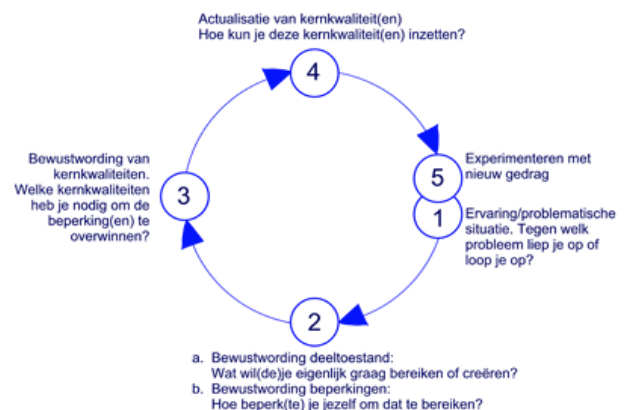 Actualisatie van kernkwaliteit(en)
Hoe kun je deze kernkwaliteit(en) inzetten?
4
Bewustwording van
kernkwaliteiten.
Welke kernkwaliteiten
heb je nodig om de
beperking(en) te
overwinnen?
3
5
Experimenteren met
nieuw gedrag
1
Ervaring/problematische
situatie. Tegen welk
probleem liep je op of
loop je op?
2
a. Bewustwording deeltoestand:
Wat wil(de)je eigenlijk graag bereiken of creëren?
b. Bewustwording beperkingen:
Hoe beperk(te) je jezelf om dat te bereiken?